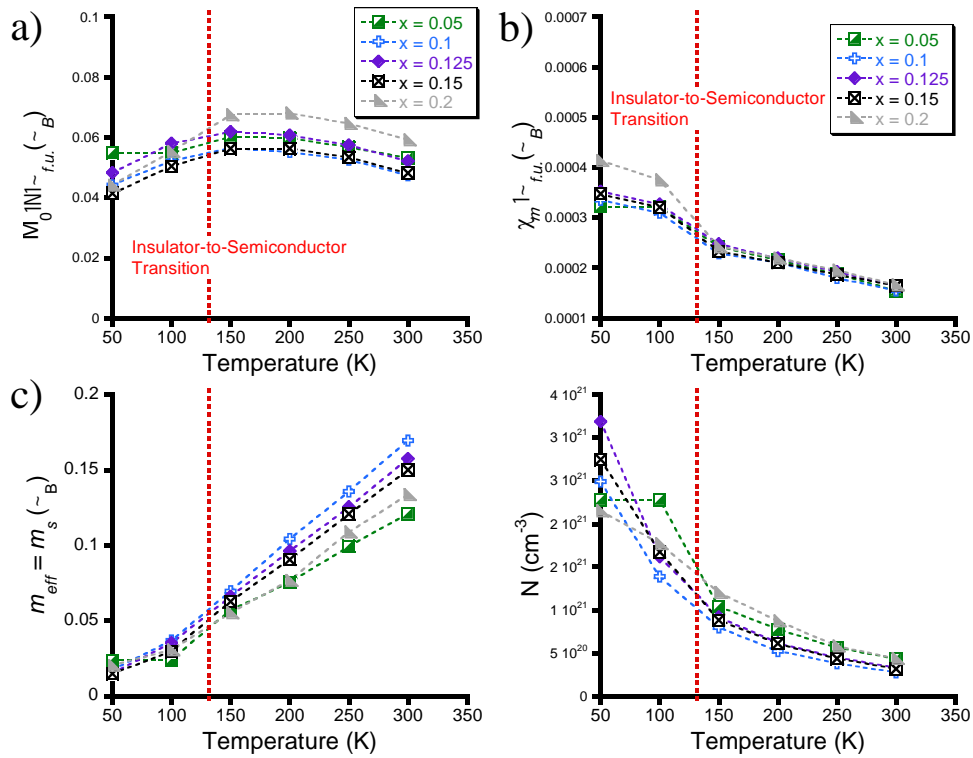 a)
0.1
0.08
0.06
0.04
0.02
0
M0|N|~f.u.(~B)
x = 0.05
x = 0.1
x = 0.125
x = 0.15
x = 0.2
Insulator-to-Semiconductor
Transition
50 100 150 200 250 300 350
Temperature (K)
b)
0.0007
0.0006
0.0005
0.0004
0.0003
0.0002
0.0001
χm ~f.u.(~B)
x = 0.05
x = 0.1
x = 0.125
x = 0.15
x = 0.2
Insulator-to-Semiconductor
Transition
50 100 150 200 250 300 350
Temperature (K)
c)
0.2
0.15
0.1
0.05
0
meff = ms (~B)
50 100 150 200 250 300 350
Temperature (K)
4 10^21
3 10^21
3 10^21
2 10^21
2 10^21
1 10^21
5 10^20
0
N (cm^-3)
50 100 150 200 250 300 350
Temperature (K)